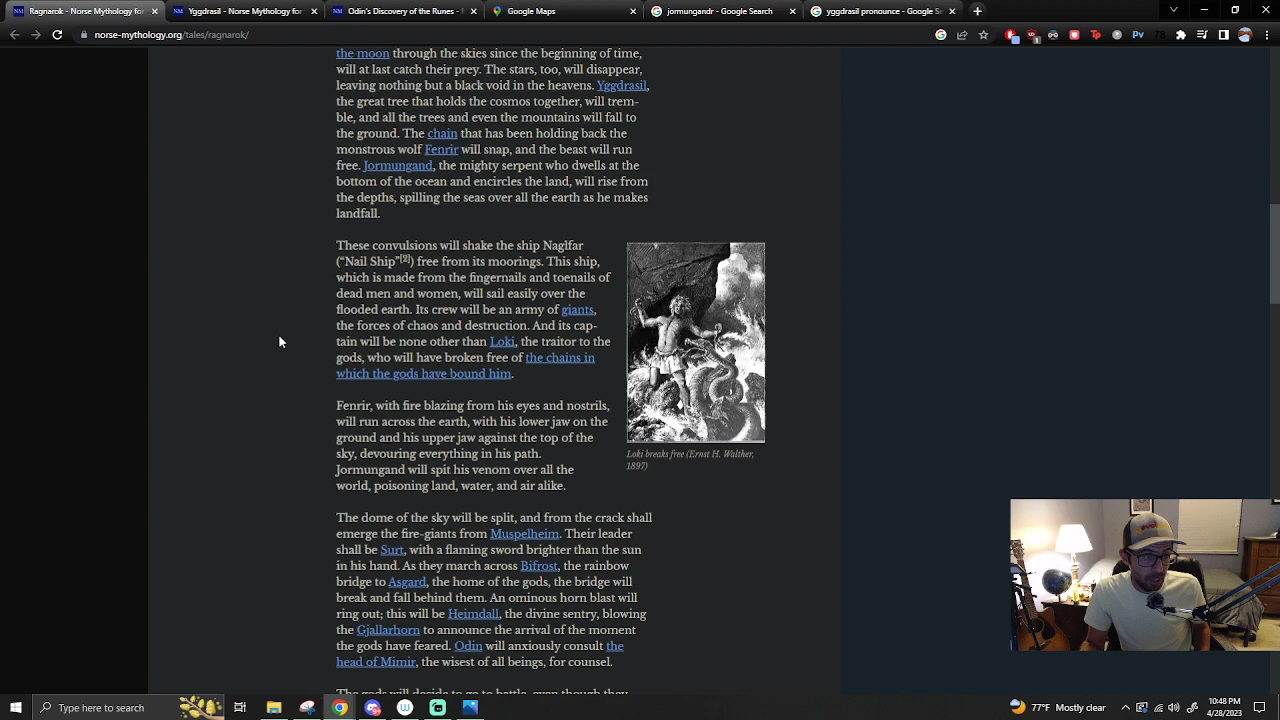 Ragnarok - Norse Mythology for
Yggdrasil - Norse Mythology for
Odin's Discovery of the Runes - N
Google Maps
jormungandr - Google Search
yggdrasil pronounce - Google Se
norse-mythology.org/tales/ragnarok/
the moon through the skies since the beginning of time,
will at last catch their prey. The stars, too, will disappear,
leaving nothing but a black void in the heavens. Yggdrasil,
the great tree that holds the cosmos together, will trem-
ble, and all the trees and even the mountains will fall to
the ground. The chain that has been holding back the
monstrous wolf Fenrir will snap, and the beast will run
free. Jormungand, the mighty serpent who dwells at the
bottom of the ocean and encircles the land, will rise from
the depths, spilling the seas over all the earth as he makes
landfall.
These convulsions will shake the ship Naglfar
(“Nail Ship”[2]) free from its moorings. This ship,
which is made from the fingernails and toenails of
dead men and women, will sail easily over the
flooded earth. Its crew will be an army of giants,
the forces of chaos and destruction. And its cap-
tain will be none other than Loki, the traitor to the
gods, who will have broken free of the chains in
which the gods have bound him.
Loki breaks free (Ernst H. Walther,
1897)
Fenrir, with fire blazing from his eyes and nostrils,
will run across the earth, with his lower jaw on the
ground and his upper jaw against the top of the
sky, devouring everything in his path.
Jormungand will spit his venom over all the
world, poisoning land, water, and air alike.
The dome of the sky will be split, and from the crack shall
emerge the fire-giants from Muspelheim. Their leader
shall be Surt, with a flaming sword brighter than the sun
in his hand. As they march across Bifrost, the rainbow
bridge to Asgard, the home of the gods, the bridge will
break and fall behind them. An ominous horn blast will
ring out; this will be Heimdall, the divine sentry, blowing
the Gjallarhorn to announce the arrival of the moment
the gods have feared. Odin will anxiously consult the
head of Mimir, the wisest of all beings, for counsel.
Type here to search
77°F Mostly clear
10:48 PM
4/28/2023